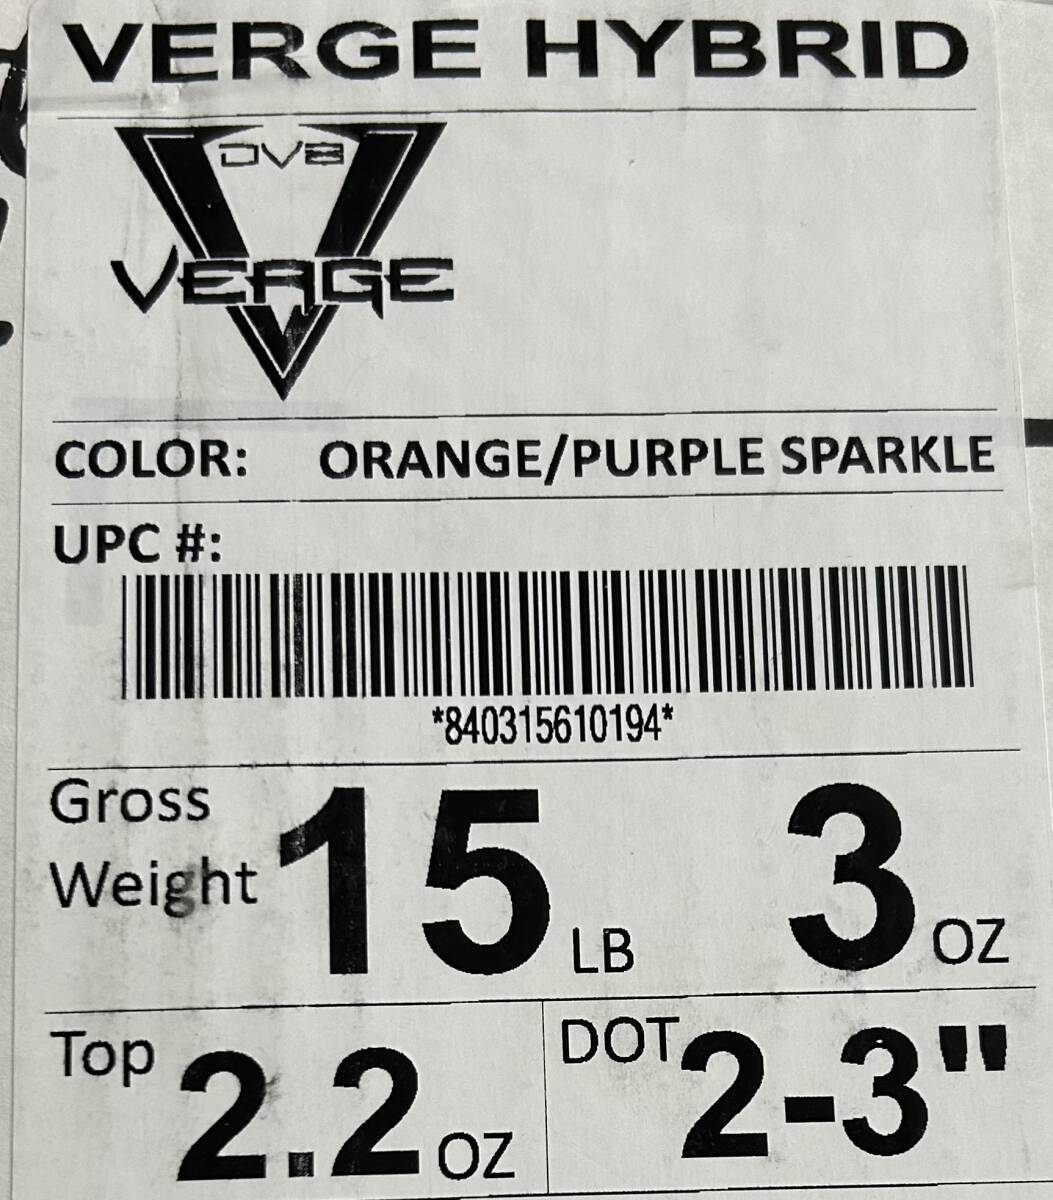 VERGE HYBRID
DV8
VERGE
COLOR: ORANGE/PURPLE SPARKLE
UPC #:
*840315610194*
Gross Weight 15 LB 3 OZ
Top 2.2 OZ DOT 2-3"